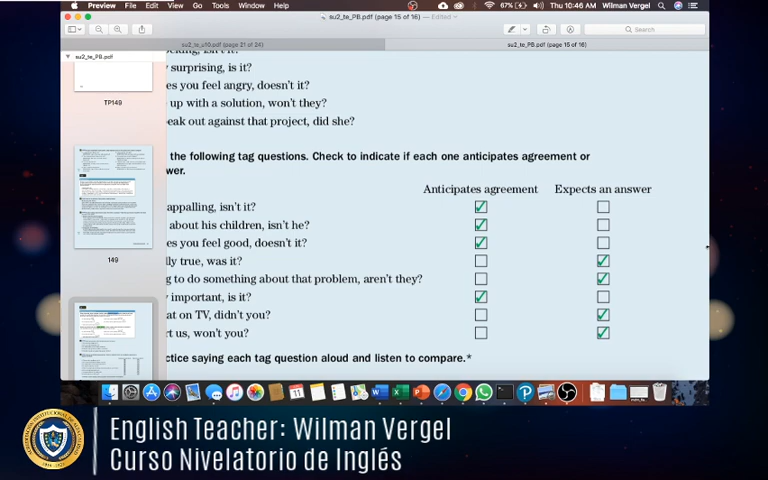 Preview File Edit View Go Tools Window Help 67% Thu 10:46 AM Wilman Vergel
su2_te_PB.pdf (page 15 of 16) — Edited
Search
su2_te_u10.pdf (page 21 of 24) su2_te_PB.pdf (page 15 of 16)
su2_te_PB.pdf
TP149
149
surprising, is it?
es you feel angry, doesn't it?
up with a solution, won't they?
eak out against that project, did she?
the following tag questions. Check to indicate if each one anticipates agreement or
wer.
Anticipates agreement Expects an answer
appalling, isn't it?
about his children, isn't he?
es you feel good, doesn't it?
lly true, was it?
g to do something about that problem, aren't they?
important, is it?
at on TV, didn't you?
rt us, won't you?
ctice saying each tag question aloud and listen to compare.*
English Teacher: Wilman Vergel
Curso Nivelatorio de Inglés